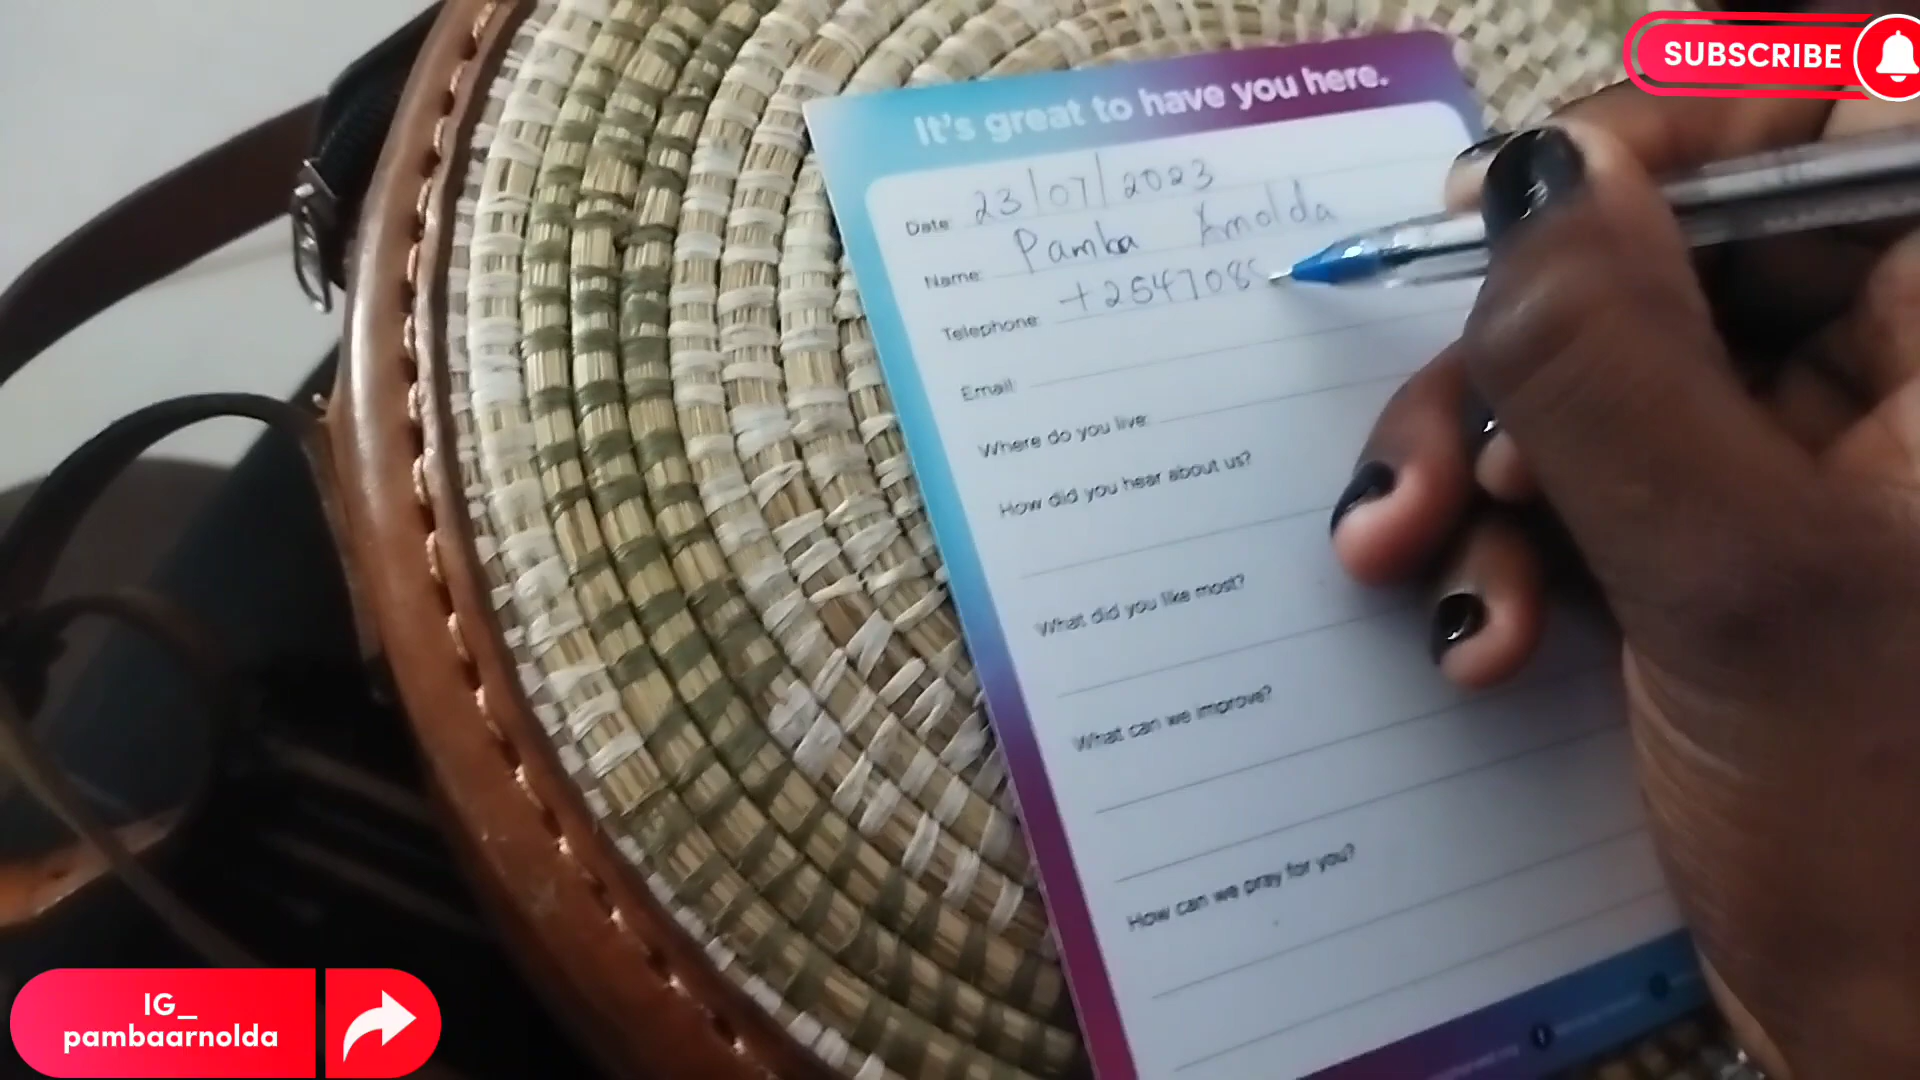 SUBSCRIBE
It's great to have you here.
Date: 23/07/2023
Name: Pamba Arnolda
Telephone: +254708
Email:
Where do you live:
How did you hear about us?
What did you like most?
What can we improve?
How can we pray for you?
IG_
pambaarnolda